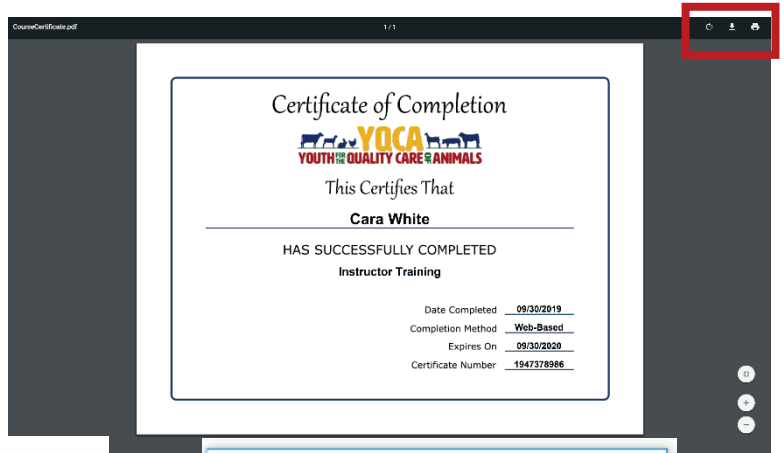 CourseCertificate.pdf
1 / 1
Certificate of Completion
YQCA
YOUTH FOR THE QUALITY CARE OF ANIMALS
This Certifies That
Cara White
HAS SUCCESSFULLY COMPLETED
Instructor Training
Date Completed 09/30/2019
Completion Method Web-Based
Expires On 09/30/2020
Certificate Number 1947378986